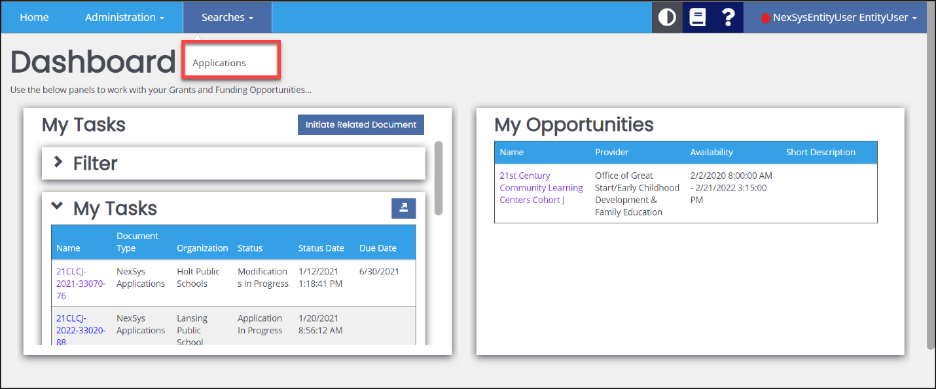 Home
Administration
Searches
?
NexSysEntityUser EntityUser
Dashboard
Applications
Use the below panels to work with your Grants and Funding Opportunities...
My Tasks
Initiate Related Document
Filter
My Tasks
Name
Document
Type
Organization
Status
Status Date
Due Date
21CLCJ-
2021-33070-
76
NexSys
Applications
Holt Public
Schools
Modification
s In Progress
1/12/2021
1:18:41 PM
6/30/2021
21CLCJ-
2022-33020-
88
NexSys
Applications
Lansing
Public
School
Application
In Progress
1/20/2021
8:56:12 AM
My Opportunities
Name
Provider
Availability
Short Description
21st Century
Community Learning
Centers Cohort J
Office of Great
Start/Early Childhood
Development &
Family Education
2/2/2020 8:00:00 AM
- 2/21/2022 3:15:00
PM